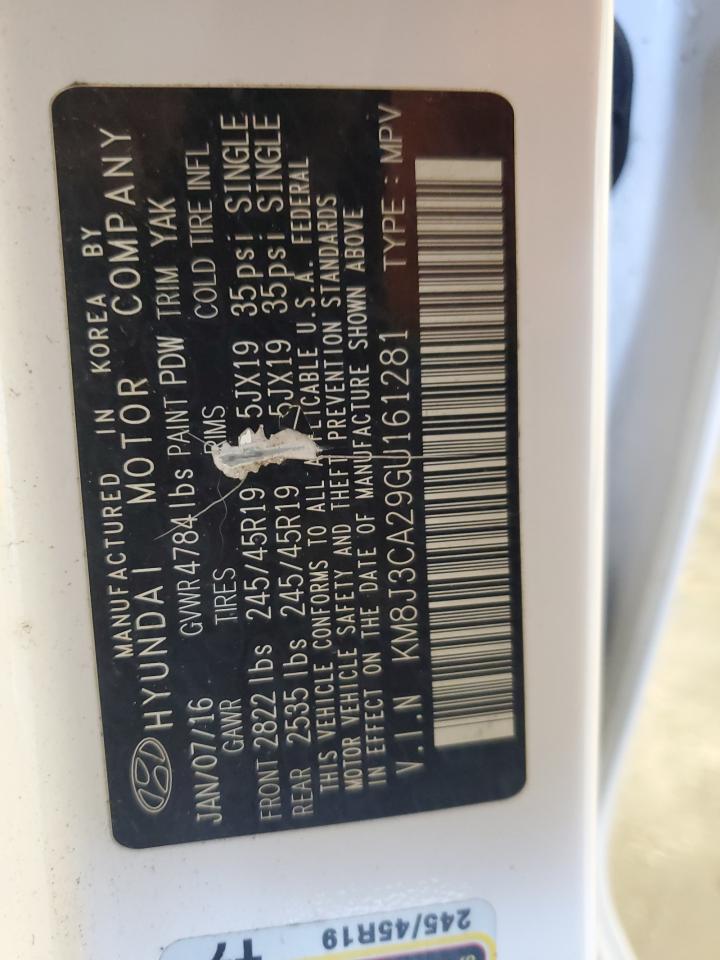 MANUFACTURED IN KOREA BY
HYUNDAI MOTOR COMPANY
JAN/07/16 GVWR 4784 lbs PAINT PDW TRIM YAK
GAWR TIRES RIMS COLD TIRE INFL
FRONT 2822 lbs 245/45R19 5JX19 35psi SINGLE
REAR 2535 lbs 245/45R19 5JX19 35psi SINGLE
THIS VEHICLE CONFORMS TO ALL APPLICABLE U.S.A. FEDERAL
MOTOR VEHICLE SAFETY AND THEFT PREVENTION STANDARDS
IN EFFECT ON THE DATE OF MANUFACTURE SHOWN ABOVE
V.I.N KM8J3CA29GU161281 TYPE : MPV
245/45R19